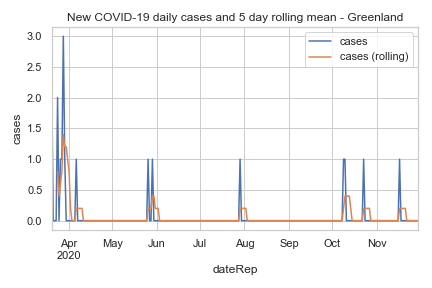 New COVID-19 daily cases and 5 day rolling mean - Greenland
cases
cases (rolling)
cases
3.0
2.5
2.0
1.5
1.0
0.5
0.0
Apr May Jun Jul Aug Sep Oct Nov
2020
dateRep